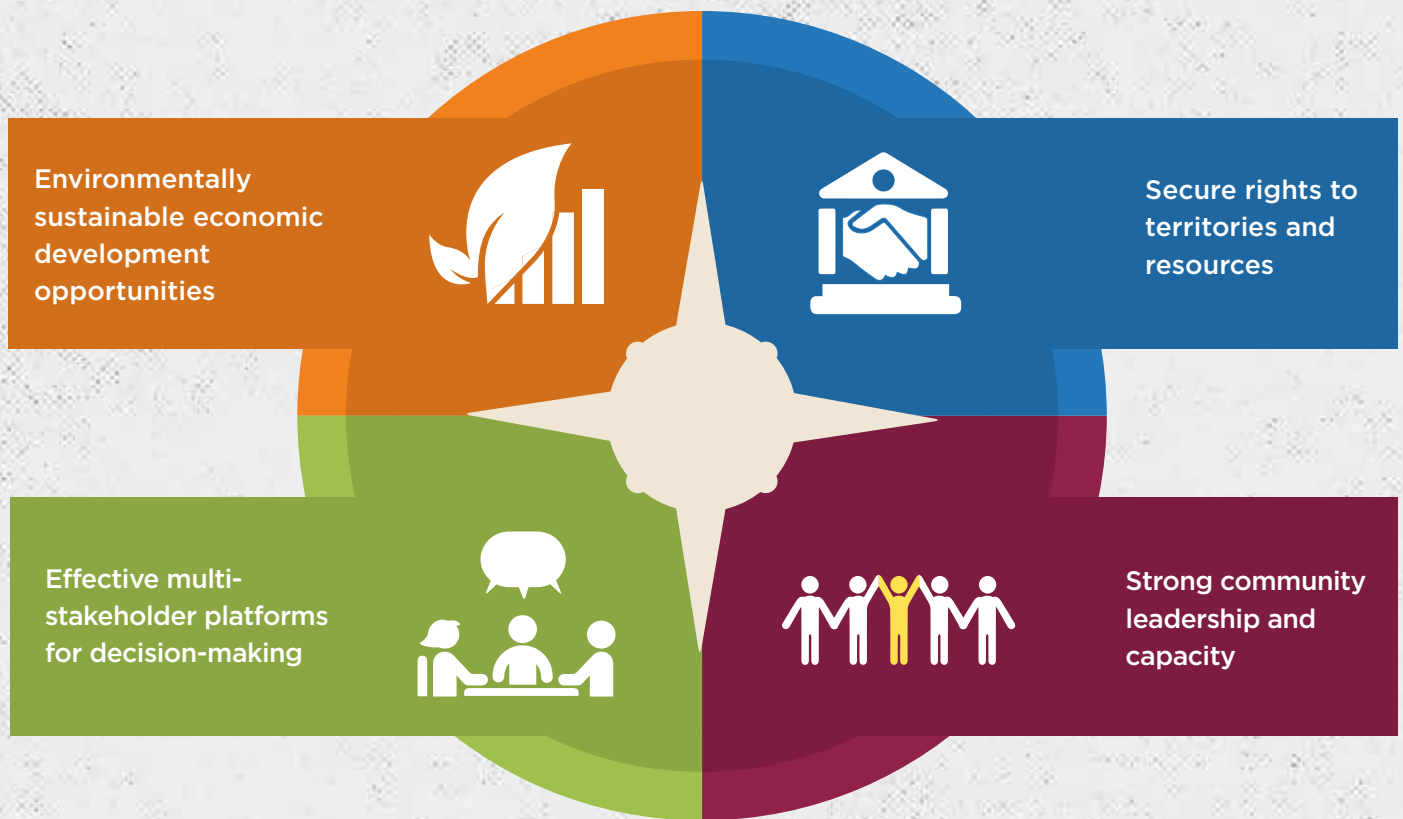 Environmentally
sustainable economic
development
opportunities
Secure rights to
territories and
resources
Effective multi-
stakeholder platforms
for decision-making
Strong community
leadership and
capacity